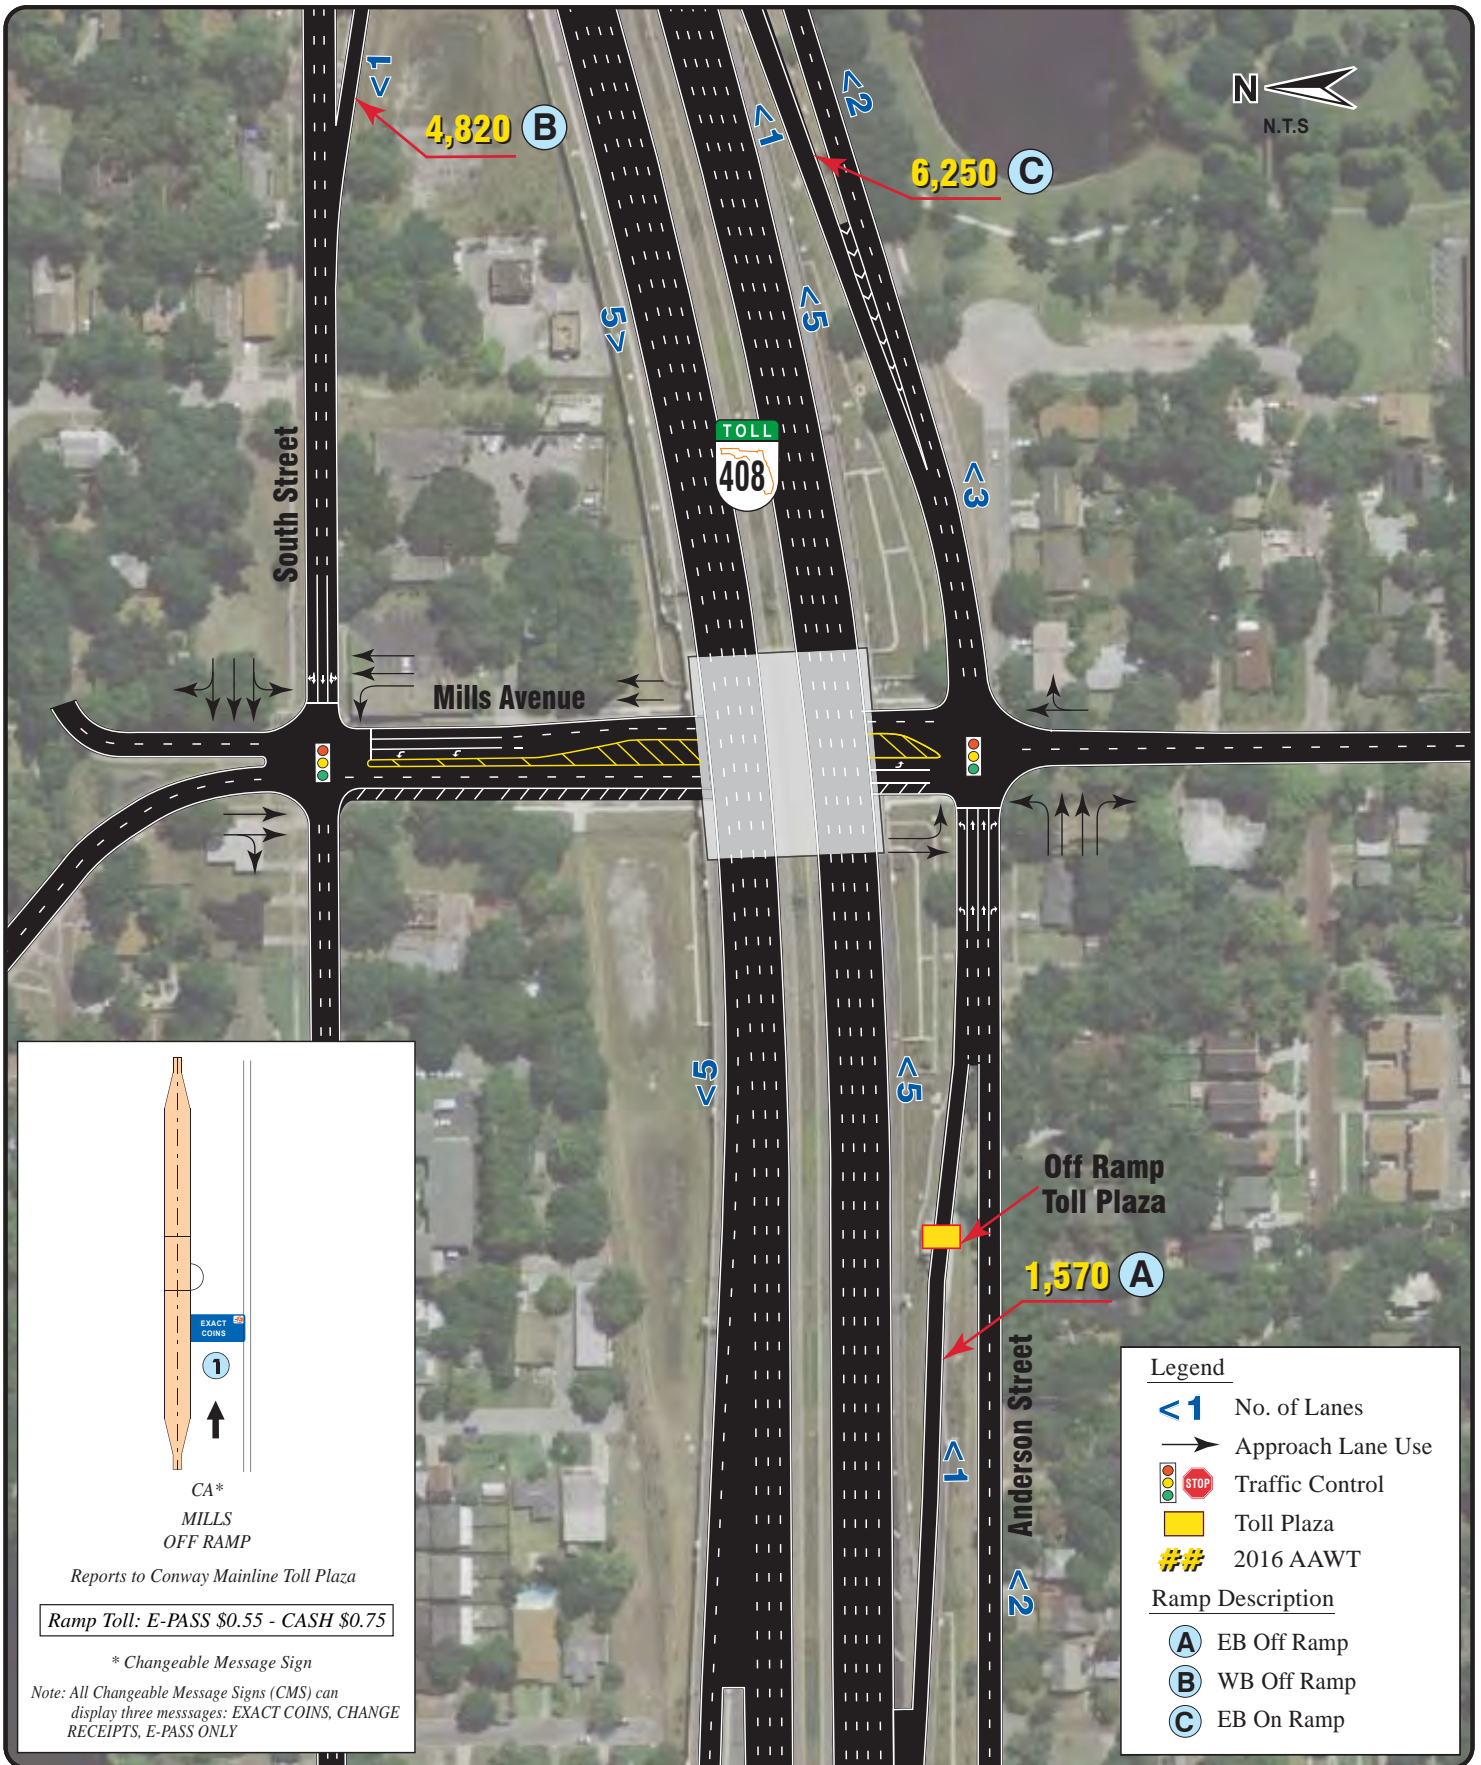 1 >
4,820 B
< 1
< 2
6,250 C
N
N.T.S
5 >
< 5
TOLL
408
< 3
South Street
Mills Avenue
5 >
< 5
Off Ramp
Toll Plaza
1,570 A
Anderson Street
< 1
< 2
EXACT
COINS
1
CA*
MILLS
OFF RAMP
Reports to Conway Mainline Toll Plaza
Ramp Toll: E-PASS $0.55 - CASH $0.75
* Changeable Message Sign
Note: All Changeable Message Signs (CMS) can
display three messsages: EXACT COINS, CHANGE
RECEIPTS, E-PASS ONLY
Legend
< 1 No. of Lanes
Approach Lane Use
STOP Traffic Control
Toll Plaza
## 2016 AAWT
Ramp Description
A EB Off Ramp
B WB Off Ramp
C EB On Ramp